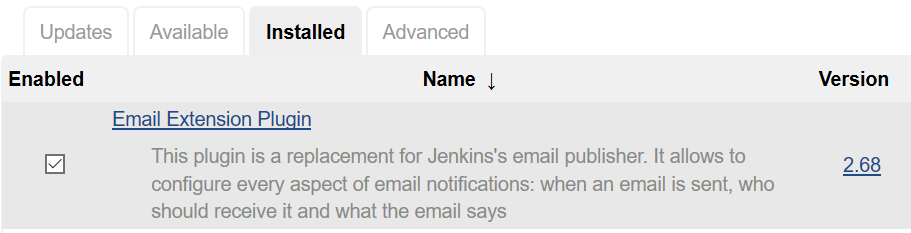 Updates Available Installed Advanced
Enabled Name ↓ Version
Email Extension Plugin
This plugin is a replacement for Jenkins's email publisher. It allows to
configure every aspect of email notifications: when an email is sent, who
should receive it and what the email says
2.68